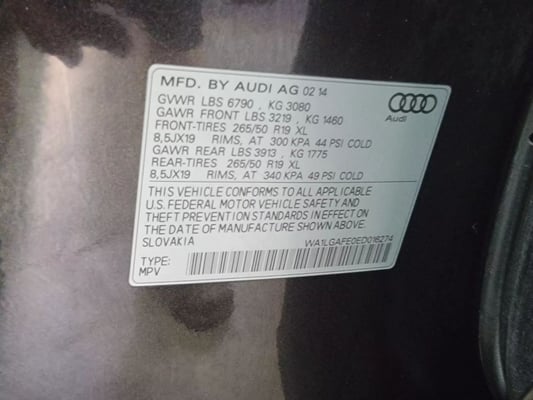 MFD. BY AUDI AG 02 14
GVWR LBS 6790 , KG 3080
GAWR FRONT LBS 3219 , KG 1460
FRONT-TIRES 265/50 R19 XL
8,5JX19 RIMS, AT 300 KPA 44 PSI COLD
GAWR REAR LBS 3913 , KG 1775
REAR-TIRES 265/50 R19 XL
8,5JX19 RIMS, AT 340 KPA 49 PSI COLD
Audi
THIS VEHICLE CONFORMS TO ALL APPLICABLE
U.S. FEDERAL MOTOR VEHICLE SAFETY AND
THEFT PREVENTION STANDARDS IN EFFECT ON
THE DATE OF MANUFACTURE SHOWN ABOVE.
SLOVAKIA WA1LGAFE0ED016274
TYPE:
MPV